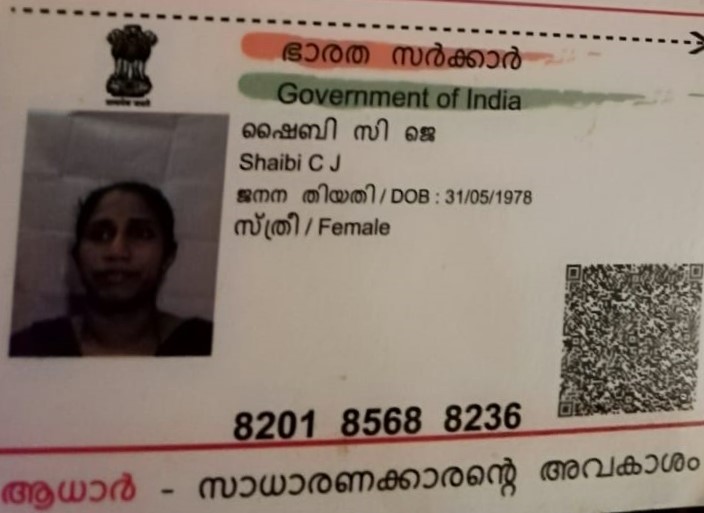 ഭാരത സർക്കാർ
Government of India
ഷൈബി സി ജെ
Shaibi C J
ജനന തിയതി / DOB : 31/05/1978
സ്ത്രീ / Female
8201 8568 8236
ആധാർ - സാധാരണക്കാരന്റെ അവകാശം